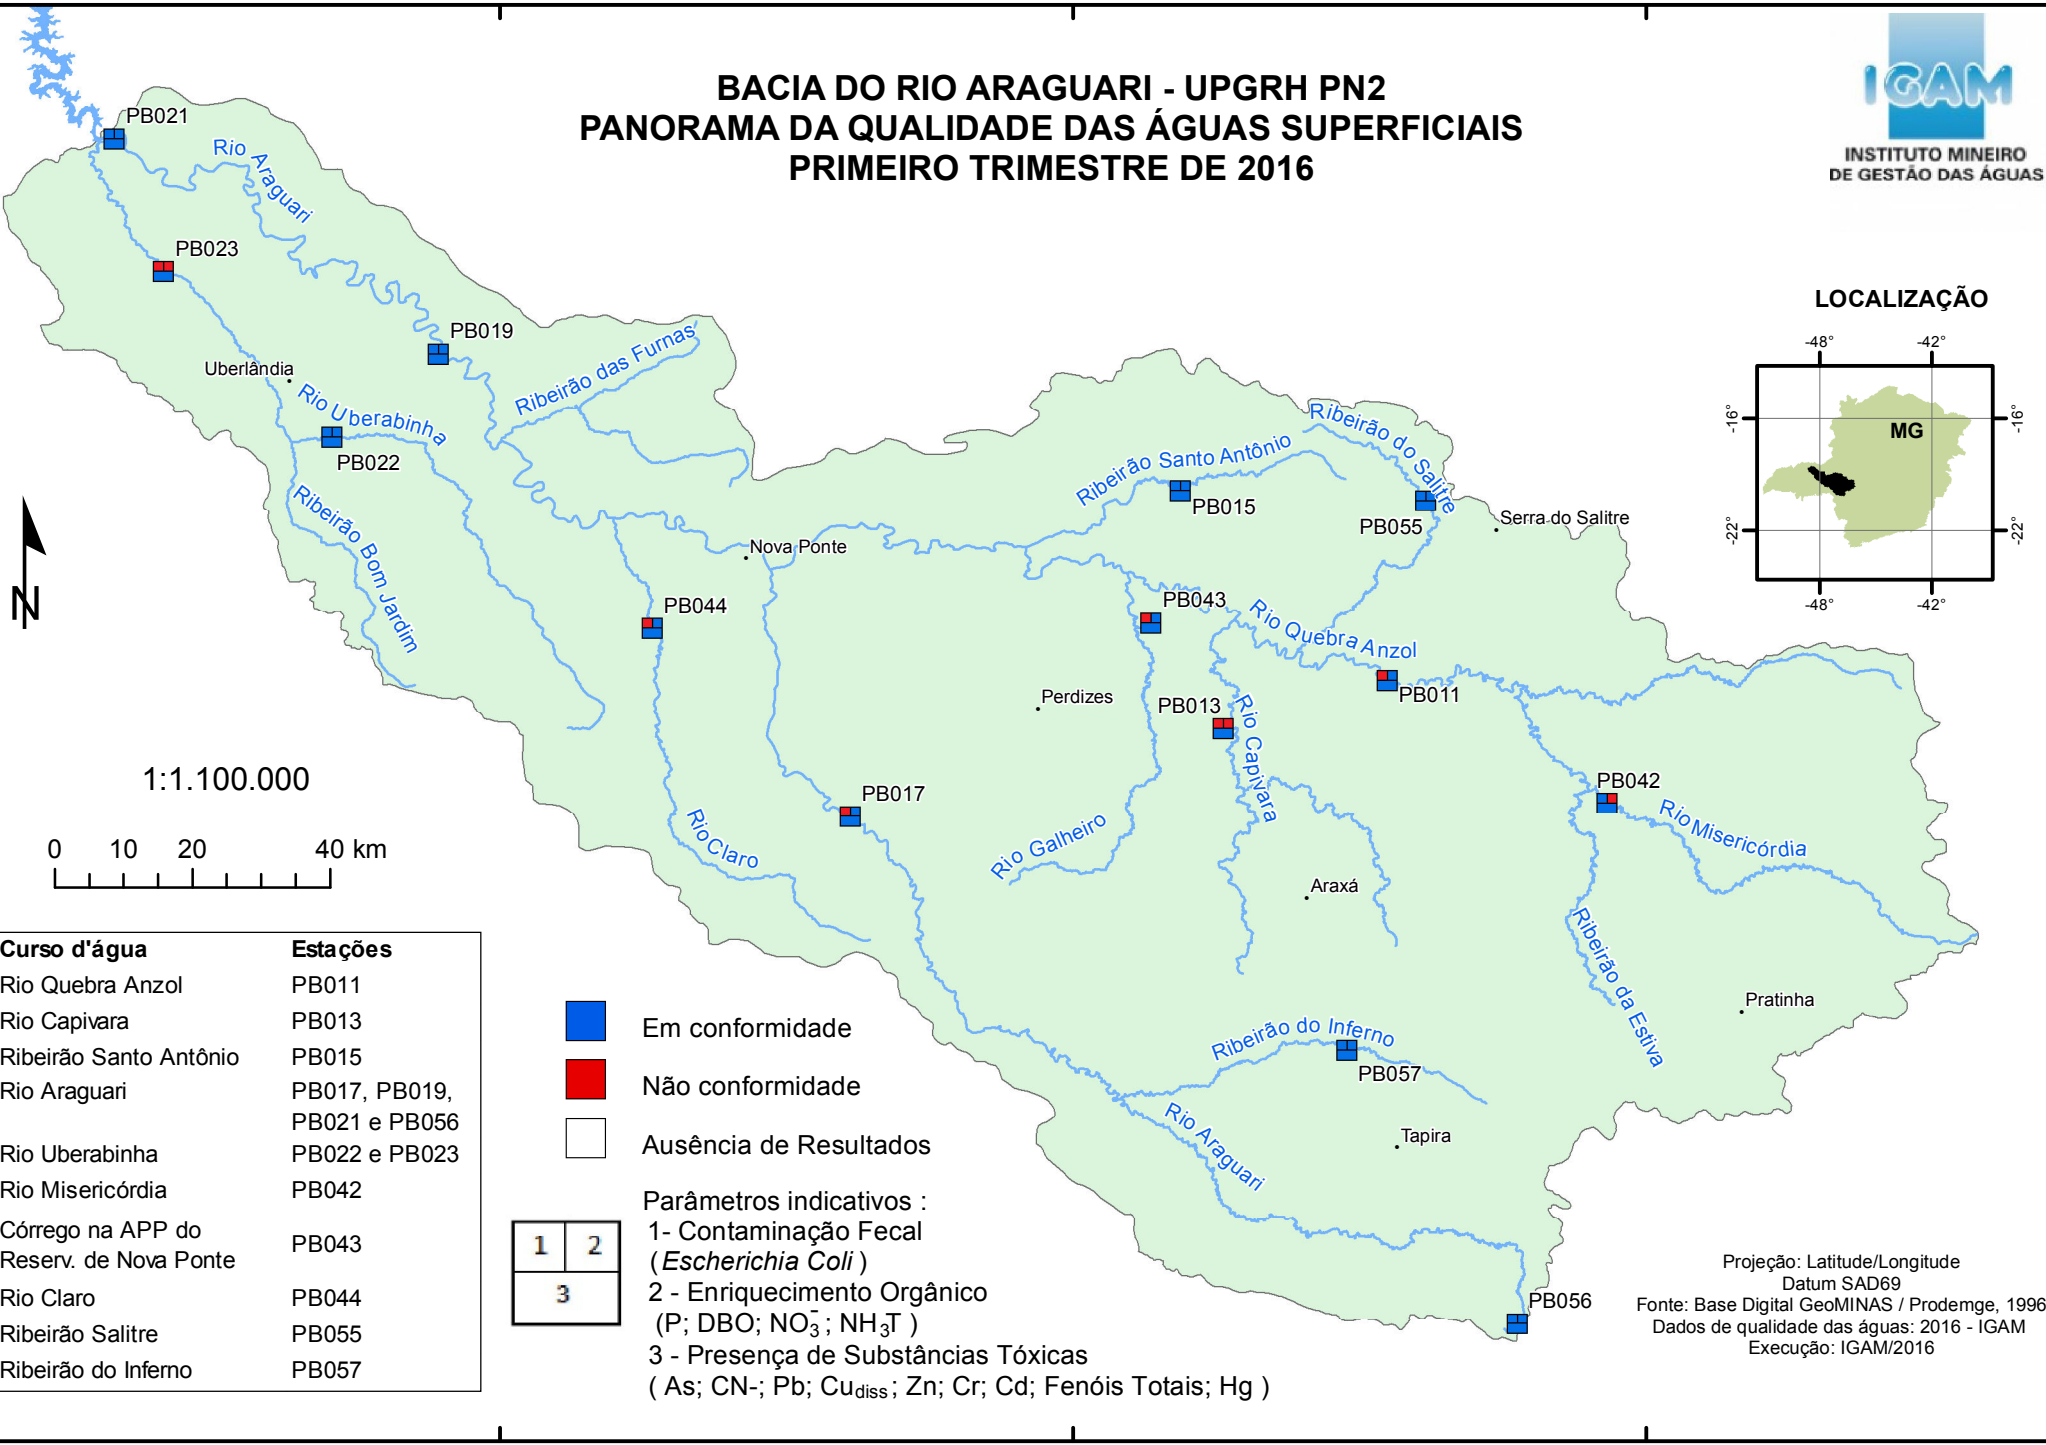 BACIA DO RIO ARAGUARI - UPGRH PN2
PANORAMA DA QUALIDADE DAS ÁGUAS SUPERFICIAIS
PRIMEIRO TRIMESTRE DE 2016
IGAM
INSTITUTO MINEIRO
DE GESTÃO DAS ÁGUAS
LOCALIZAÇÃO
-48°
-42°
-16°
-16°
MG
-22°
-22°
-48°
-42°
PB021
Rio Araguari
PB023
PB019
Uberlândia
Rio Uberabinha
Ribeirão das Furnas
PB022
Ribeirão Bom Jardim
Ribeirão Santo Antônio
Ribeirão do Salitre
PB015
PB055
Serra do Salitre
Nova Ponte
PB044
PB043
Rio Quebra Anzol
PB011
Perdizes
PB013
Rio Capivara
PB017
PB042
Rio Misericórdia
Rio Claro
Rio Galheiro
Araxá
Ribeirão da Estiva
Pratinha
Ribeirão do Inferno
PB057
Rio Araguari
Tapira
PB056
N
1:1.100.000
0 10 20 40 km
Curso d'água Estações
Rio Quebra Anzol PB011
Rio Capivara PB013
Ribeirão Santo Antônio PB015
Rio Araguari PB017, PB019,
PB021 e PB056
Rio Uberabinha PB022 e PB023
Rio Misericórdia PB042
Córrego na APP do
Reserv. de Nova Ponte PB043
Rio Claro PB044
Ribeirão Salitre PB055
Ribeirão do Inferno PB057
Em conformidade
Não conformidade
Ausência de Resultados
1 2
3
Parâmetros indicativos :
1- Contaminação Fecal
(Escherichia Coli )
2 - Enriquecimento Orgânico
(P; DBO; NO₃⁻; NH₃T )
3 - Presença de Substâncias Tóxicas
( As; CN-; Pb; Cudiss; Zn; Cr; Cd; Fenóis Totais; Hg )
Projeção: Latitude/Longitude
Datum SAD69
Fonte: Base Digital GeoMINAS / Prodemge, 1996
Dados de qualidade das águas: 2016 - IGAM
Execução: IGAM/2016